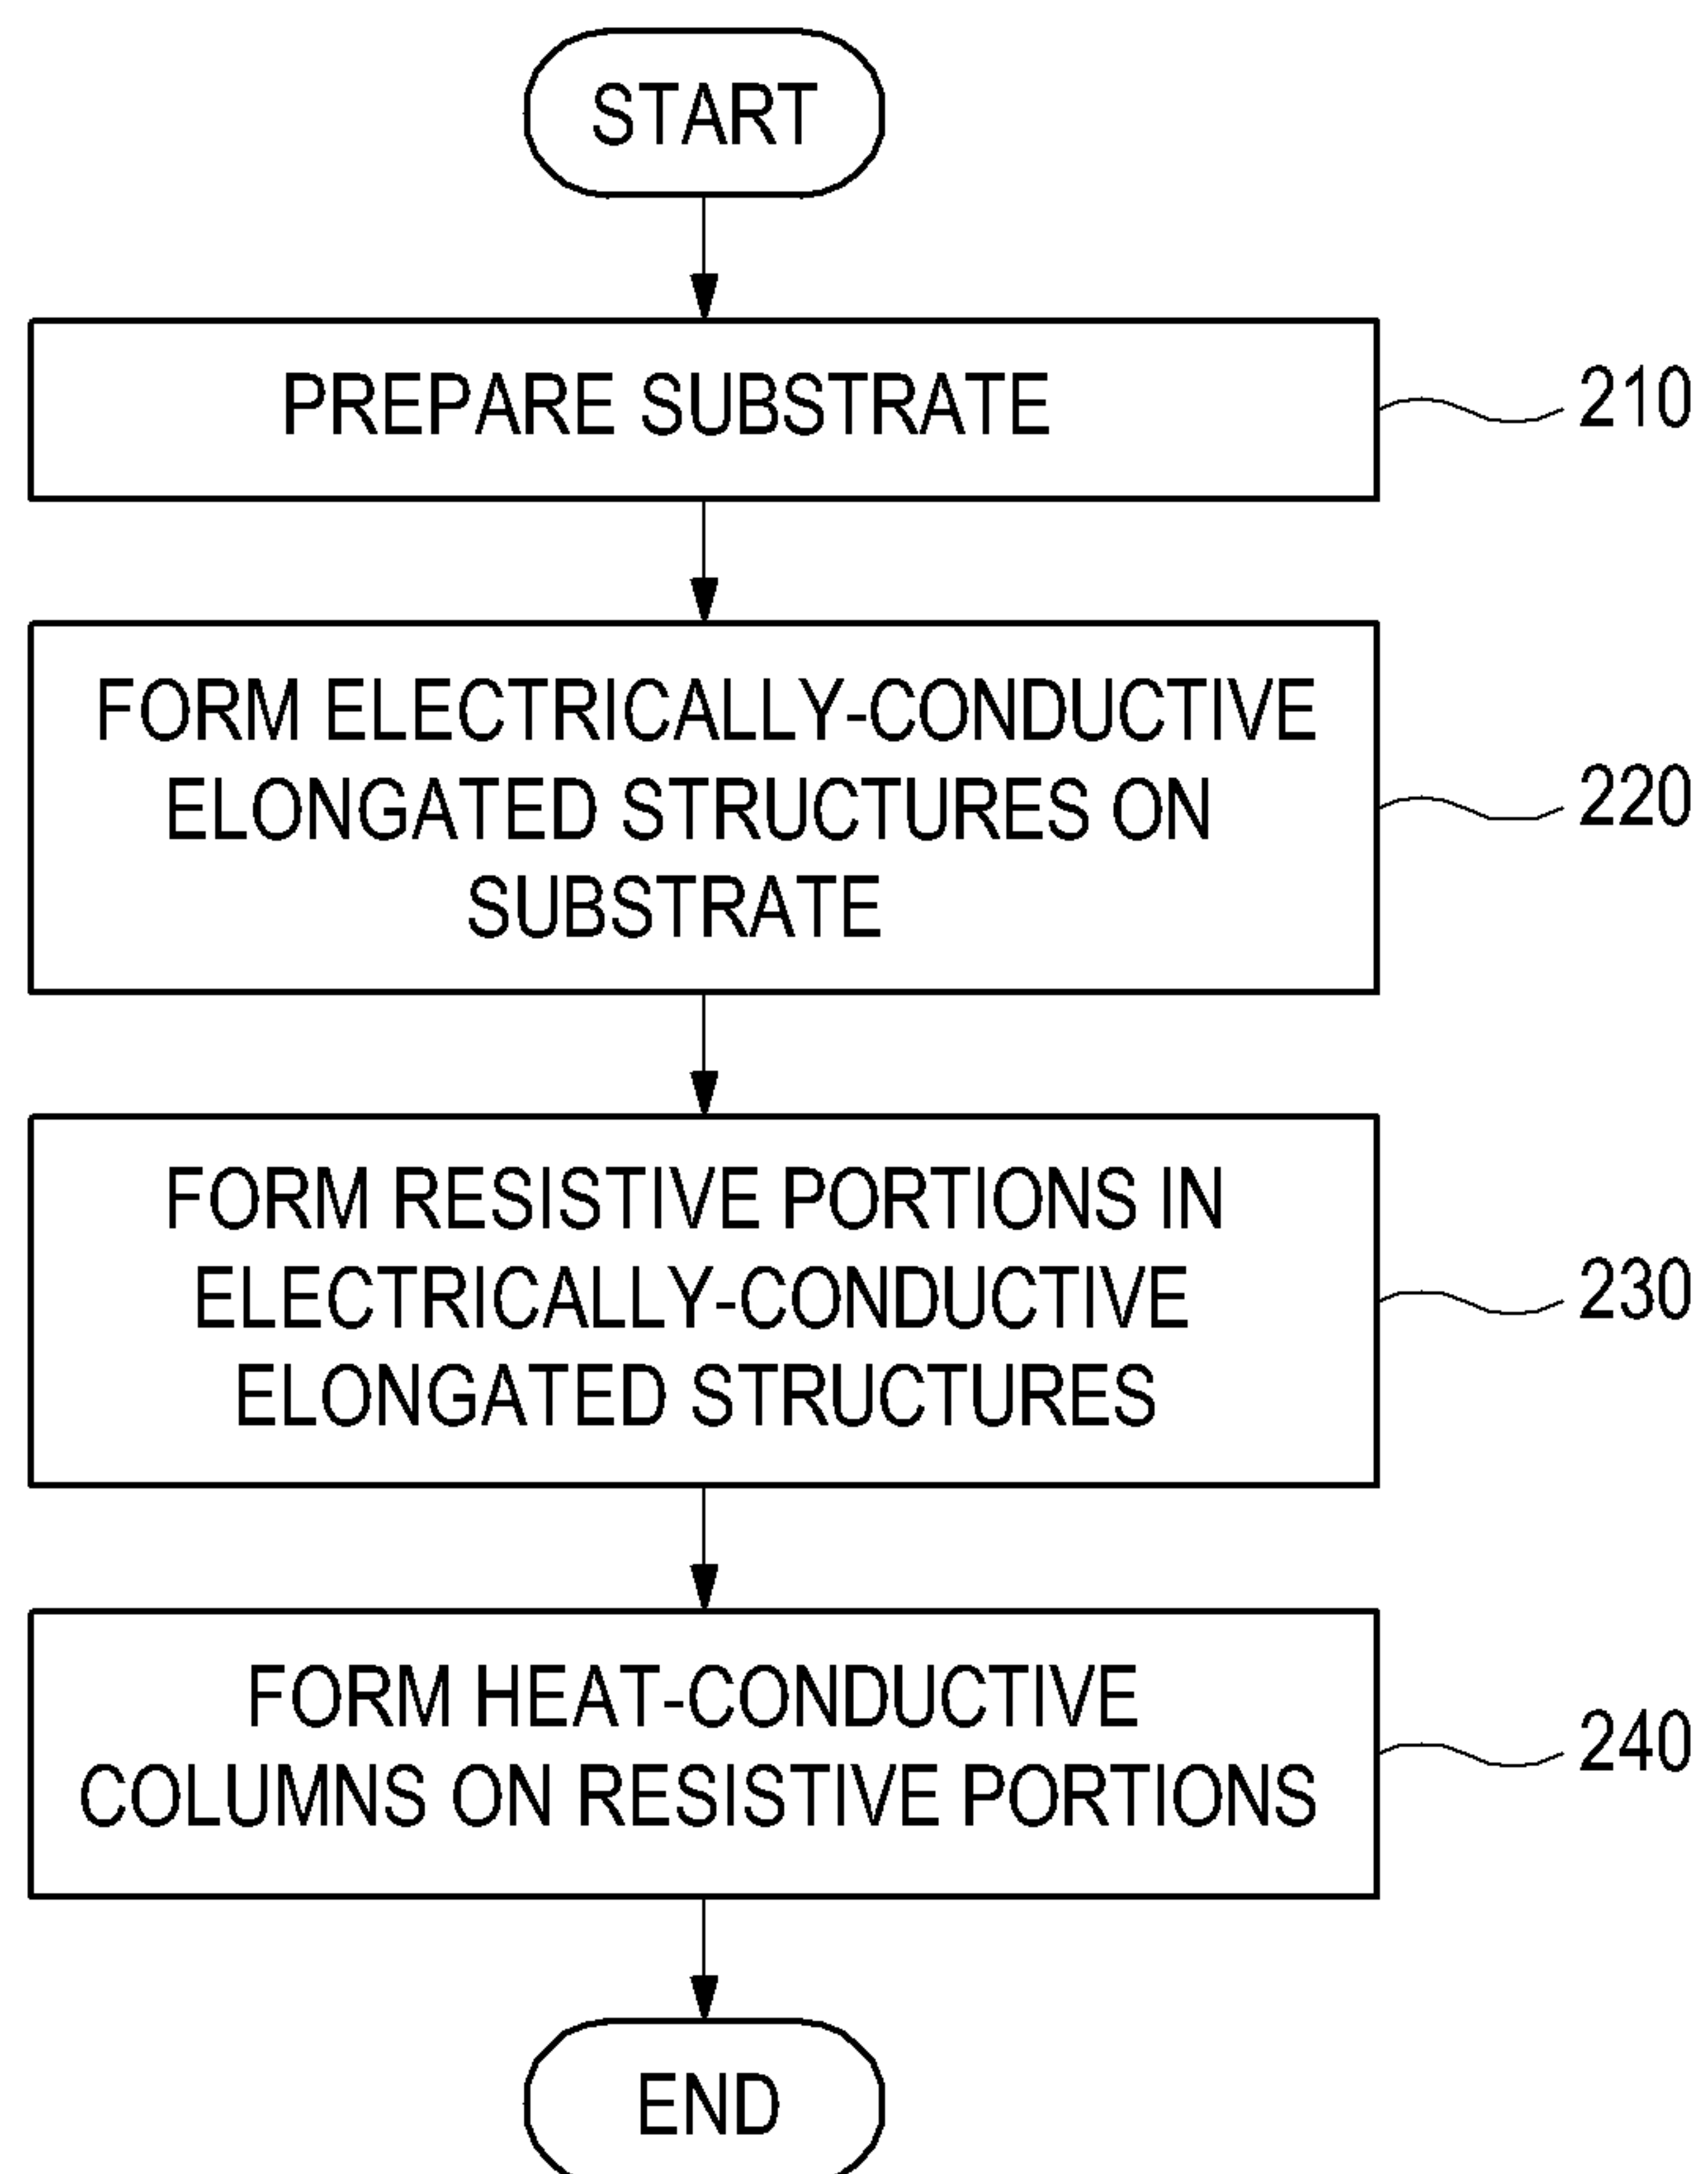 START
PREPARE SUBSTRATE
210
FORM ELECTRICALLY-CONDUCTIVE
ELONGATED STRUCTURES ON
SUBSTRATE
220
FORM RESISTIVE PORTIONS IN
ELECTRICALLY-CONDUCTIVE
ELONGATED STRUCTURES
230
FORM HEAT-CONDUCTIVE
COLUMNS ON RESISTIVE PORTIONS
240
END